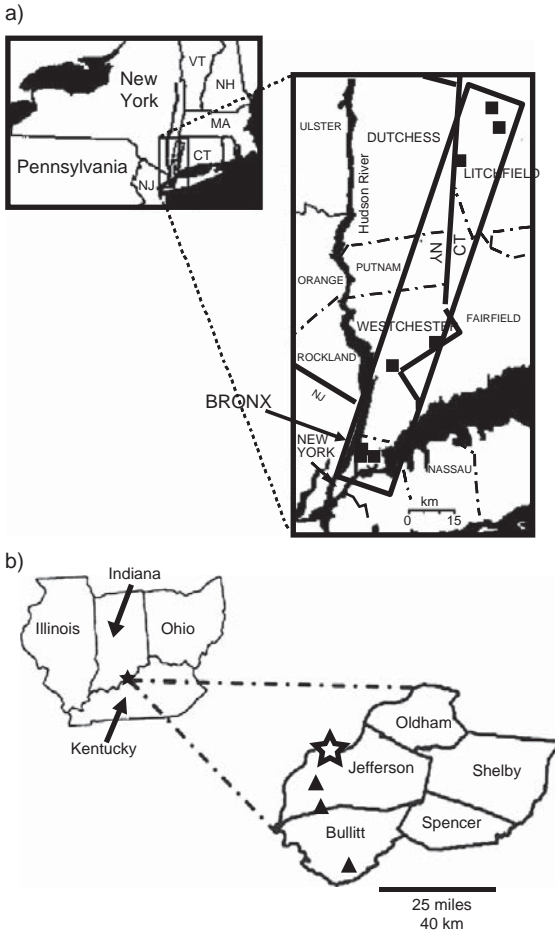 a)
New
York
VT
NH
MA
Pennsylvania
CT
NJ
ULSTER
DUTCHESS
LITCHFIELD
Hudson River
NY
CT
PUTNAM
ORANGE
WESTCHESTER
FAIRFIELD
ROCKLAND
NJ
BRONX
NEW
YORK
NASSAU
km
0 15
b)
Indiana
Illinois
Ohio
Kentucky
Oldham
Jefferson
Shelby
Bullitt
Spencer
25 miles
40 km